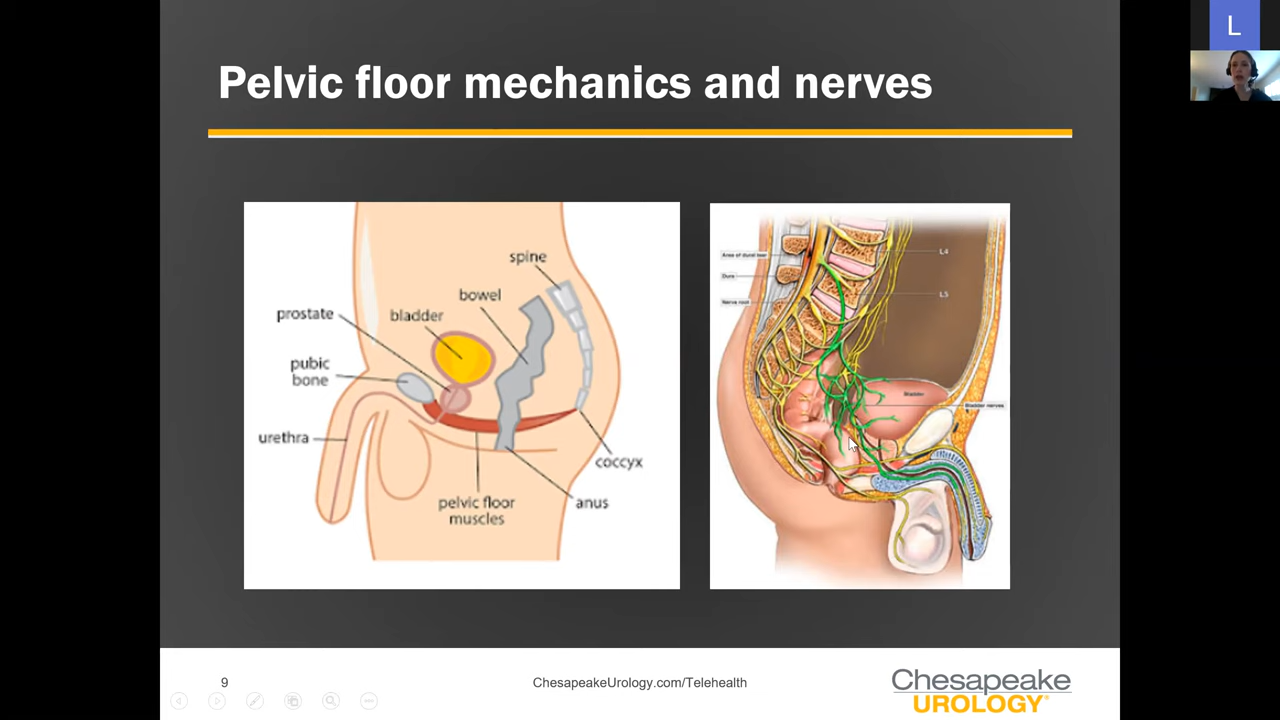 L
Pelvic floor mechanics and nerves
spine
bowel
prostate
bladder
pubic
bone
urethra
coccyx
pelvic floor
muscles
anus
Area of dural tear
L4
Dura
L5
Nerve root
Bladder
Bladder nerves
9
ChesapeakeUrology.com/Telehealth
Chesapeake
UROLOGY